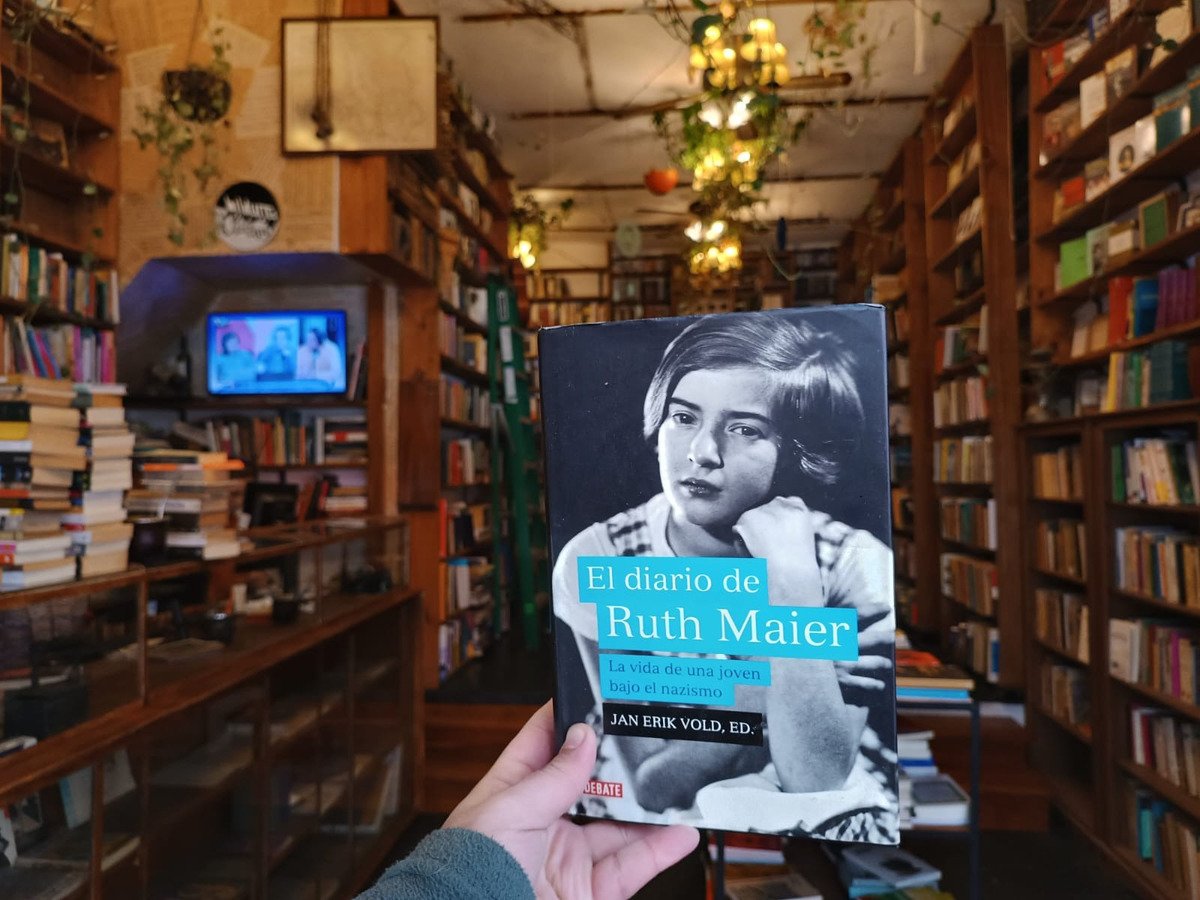 El diario de
Ruth Maier
La vida de una joven
bajo el nazismo
JAN ERIK VOLD, ED.
DEBATE